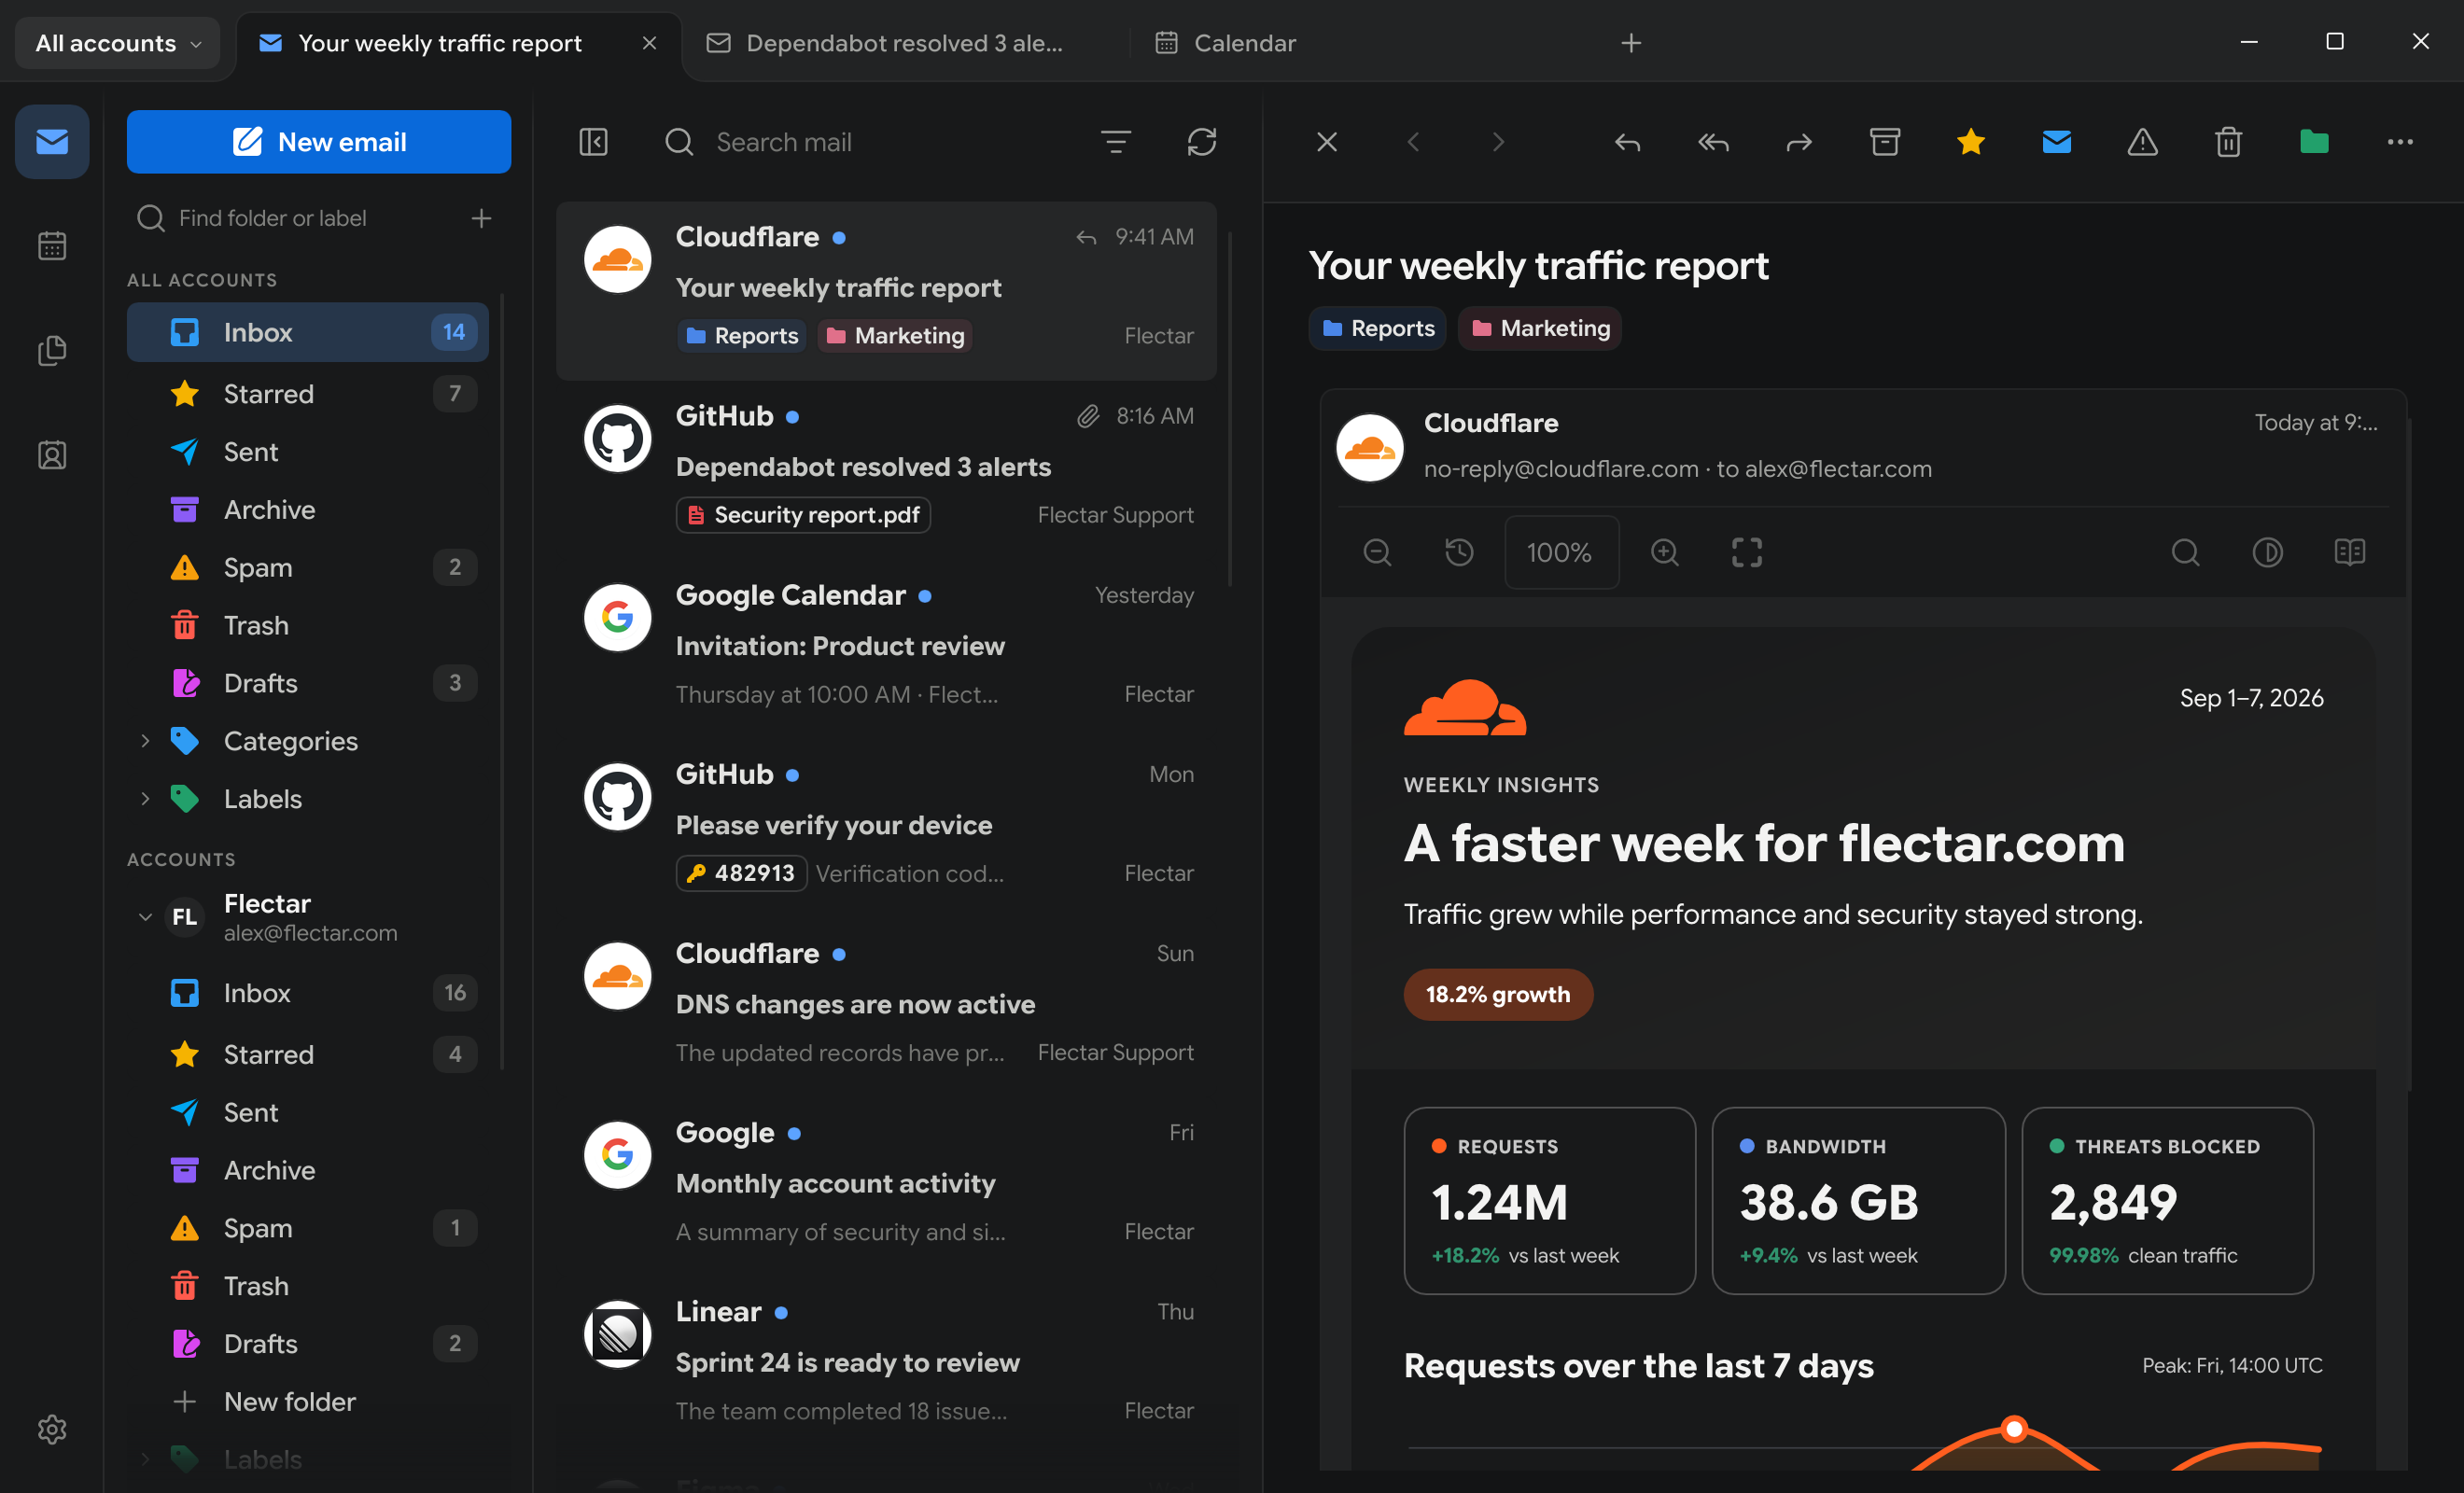 All accounts
Your weekly traffic report
Dependabot resolved 3 ale...
Calendar
New email
Find folder or label
ALL ACCOUNTS
Inbox 14
Starred 7
Sent
Archive
Spam 2
Trash
Drafts 3
Categories
Labels
ACCOUNTS
FL Flectar
alex@flectar.com
Inbox 16
Starred 4
Sent
Archive
Spam 1
Trash
Drafts 2
New folder
Labels
Search mail
Cloudflare 9:41 AM
Your weekly traffic report
Reports Marketing Flectar
GitHub 8:16 AM
Dependabot resolved 3 alerts
Security report.pdf Flectar Support
Google Calendar Yesterday
Invitation: Product review
Thursday at 10:00 AM · Flect... Flectar
GitHub Mon
Please verify your device
482913 Verification cod... Flectar
Cloudflare Sun
DNS changes are now active
The updated records have pr... Flectar Support
Google Fri
Monthly account activity
A summary of security and si... Flectar
Linear Thu
Sprint 24 is ready to review
The team completed 18 issue... Flectar
Your weekly traffic report
Reports Marketing
Cloudflare Today at 9:...
no-reply@cloudflare.com · to alex@flectar.com
100%
Sep 1–7, 2026
WEEKLY INSIGHTS
A faster week for flectar.com
Traffic grew while performance and security stayed strong.
18.2% growth
REQUESTS
1.24M
+18.2% vs last week
BANDWIDTH
38.6 GB
+9.4% vs last week
THREATS BLOCKED
2,849
99.98% clean traffic
Requests over the last 7 days
Peak: Fri, 14:00 UTC